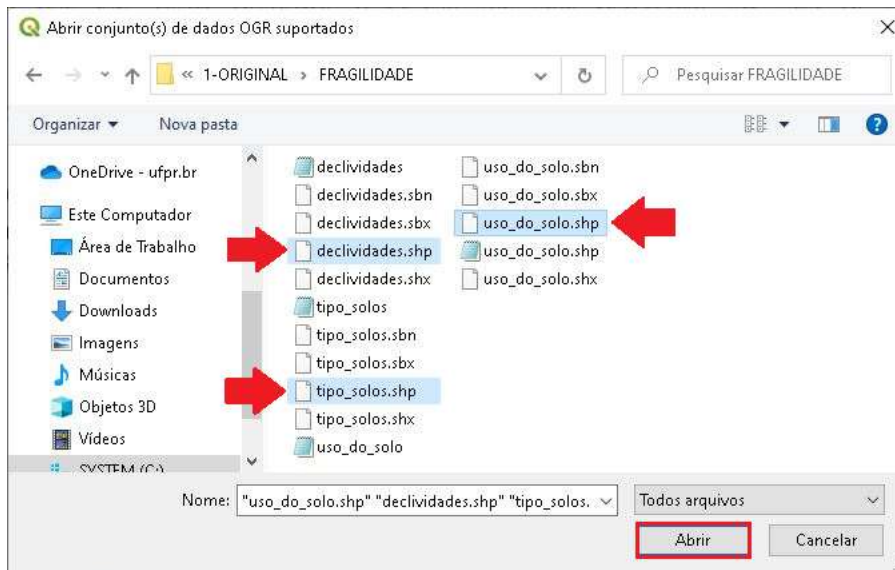 Abrir conjunto(s) de dados OGR suportados
« 1-ORIGINAL › FRAGILIDADE
Pesquisar FRAGILIDADE
Organizar
Nova pasta
OneDrive - ufpr.br
Este Computador
Área de Trabalho
Documentos
Downloads
Imagens
Músicas
Objetos 3D
Vídeos
SYSTEM (C:)
declividades
declividades.sbn
declividades.sbx
declividades.shp
declividades.shx
tipo_solos
tipo_solos.sbn
tipo_solos.sbx
tipo_solos.shp
tipo_solos.shx
uso_do_solo
uso_do_solo.sbn
uso_do_solo.sbx
uso_do_solo.shp
uso_do_solo.shp
uso_do_solo.shx
Nome: "uso_do_solo.shp" "declividades.shp" "tipo_solos.
Todos arquivos
Abrir
Cancelar